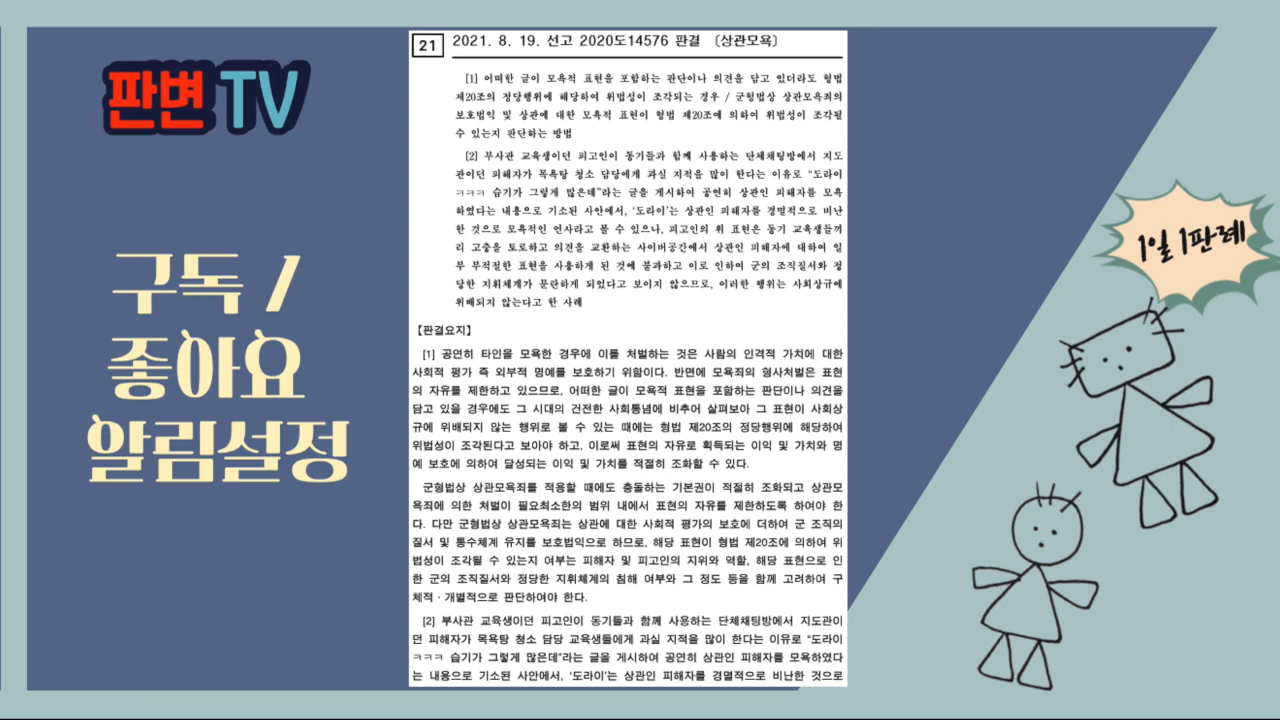 판변 TV
구독 /
좋아요
알림설정
21 2021. 8. 19. 선고 2020도14576 판결 〔상관모욕〕
[1] 어떠한 글이 모욕적 표현을 포함하는 판단이나 의견을 담고 있더라도 형법
제20조의 정당행위에 해당하여 위법성이 조각되는 경우 / 군형법상 상관모욕죄의
보호법익 및 상관에 대한 모욕적 표현이 형법 제20조에 의하여 위법성이 조각될
수 있는지 판단하는 방법
[2] 부사관 교육생이던 피고인이 동기들과 함께 사용하는 단체채팅방에서 지도
관이던 피해자가 목욕탕 청소 담당에게 과실 지적을 많이 한다는 이유로 “도라이
ㅋㅋㅋ 습기가 그렇게 많은데”라는 글을 게시하여 공연히 상관인 피해자를 모욕
하였다는 내용으로 기소된 사안에서, ‘도라이’는 상관인 피해자를 경멸적으로 비난
한 것으로 모욕적인 언사라고 볼 수 있으나, 피고인의 위 표현은 동기 교육생들끼
리 고충을 토로하고 의견을 교환하는 사이버공간에서 상관인 피해자에 대하여 일
부 부적절한 표현을 사용하게 된 것에 불과하고 이로 인하여 군의 조직질서와 정
당한 지휘체계가 문란하게 되었다고 보이지 않으므로, 이러한 행위는 사회상규에
위배되지 않는다고 한 사례
【판결요지】
[1] 공연히 타인을 모욕한 경우에 이를 처벌하는 것은 사람의 인격적 가치에 대한
사회적 평가 즉 외부적 명예를 보호하기 위함이다. 반면에 모욕죄의 형사처벌은 표현
의 자유를 제한하고 있으므로, 어떠한 글이 모욕적 표현을 포함하는 판단이나 의견을
담고 있을 경우에도 그 시대의 건전한 사회통념에 비추어 살펴보아 그 표현이 사회상
규에 위배되지 않는 행위로 볼 수 있는 때에는 형법 제20조의 정당행위에 해당하여
위법성이 조각된다고 보아야 하고, 이로써 표현의 자유로 획득되는 이익 및 가치와 명
예 보호에 의하여 달성되는 이익 및 가치를 적절히 조화할 수 있다.
군형법상 상관모욕죄를 적용할 때에도 충돌하는 기본권이 적절히 조화되고 상관모
욕죄에 의한 처벌이 필요최소한의 범위 내에서 표현의 자유를 제한하도록 하여야 한
다. 다만 군형법상 상관모욕죄는 상관에 대한 사회적 평가의 보호에 더하여 군 조직의
질서 및 통수체계 유지를 보호법익으로 하므로, 해당 표현이 형법 제20조에 의하여 위
법성이 조각될 수 있는지 여부는 피해자 및 피고인의 지위와 역할, 해당 표현으로 인
한 군의 조직질서와 정당한 지휘체계의 침해 여부와 그 정도 등을 함께 고려하여 구
체적ㆍ개별적으로 판단하여야 한다.
[2] 부사관 교육생이던 피고인이 동기들과 함께 사용하는 단체채팅방에서 지도관이
던 피해자가 목욕탕 청소 담당 교육생들에게 과실 지적을 많이 한다는 이유로 “도라이
ㅋㅋㅋ 습기가 그렇게 많은데”라는 글을 게시하여 공연히 상관인 피해자를 모욕하였다
는 내용으로 기소된 사안에서, ‘도라이’는 상관인 피해자를 경멸적으로 비난한 것으로
1일 1판례